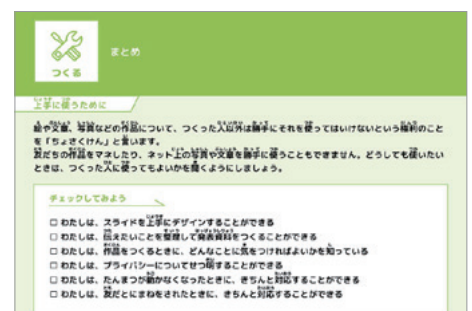 つくる
まとめ
上手に使うために
絵や文章、写真などの作品について、つくった人以外は勝手にそれを使ってはいけないという権利のこと
を「ちょさくけん」と言います。
友だちの作品をマネしたり、ネット上の写真や文章を勝手に使うこともできません。どうしても使いたい
ときは、つくった人に使ってもよいかを聞くようにしましょう。
チェックしてみよう
□ わたしは、スライドを上手にデザインすることができる
□ わたしは、伝えたいことを整理して発表資料をつくることができる
□ わたしは、作品をつくるときに、どんなことに気をつければよいかを知っている
□ わたしは、プライバシーについてせつ明することができる
□ わたしは、たんまつが動かなくなったときに、きちんと対応することができる
□ わたしは、友だちにまねをされたときに、きちんと対応することができる